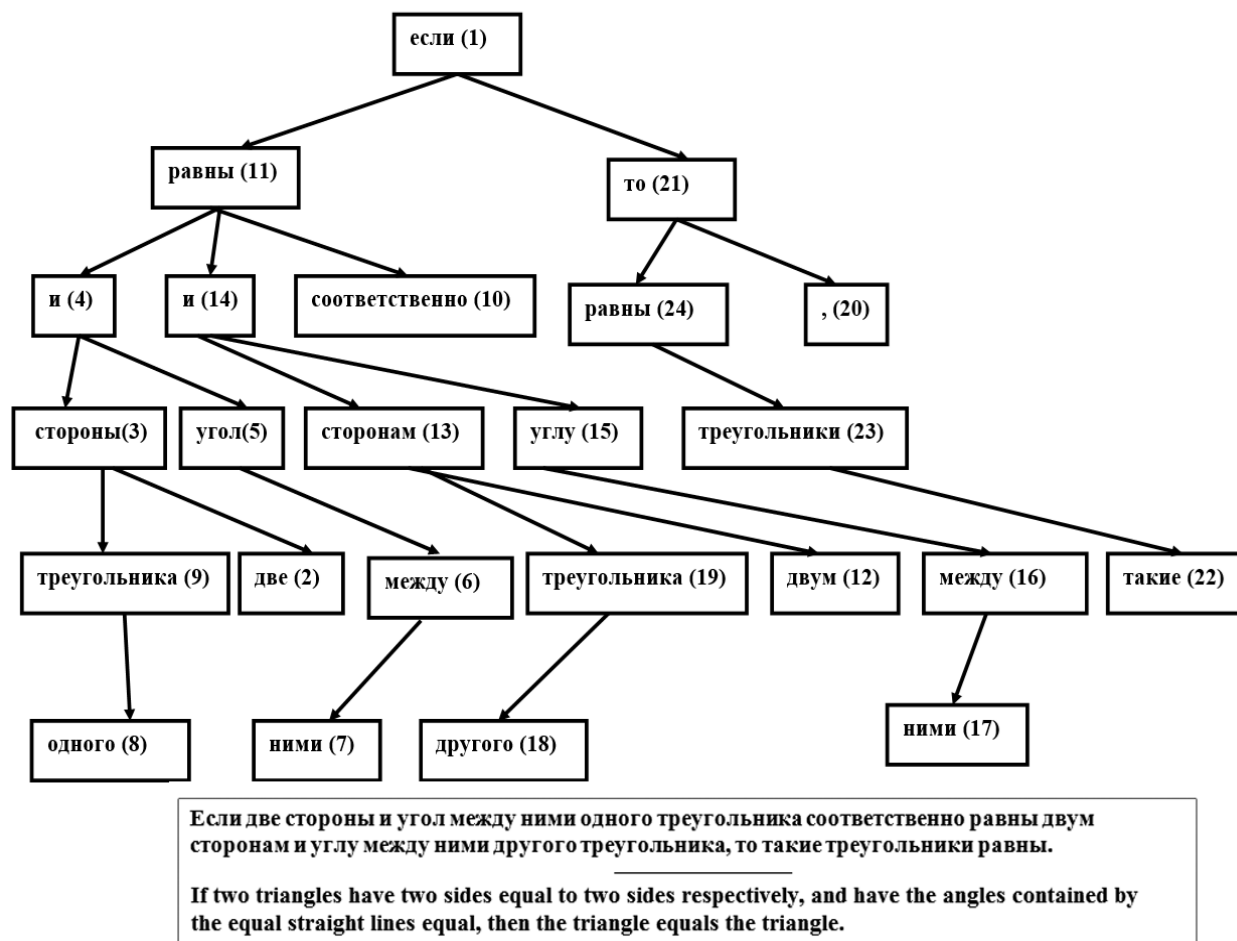 если (1)
равны (11)
то (21)
и (4)
и (14)
соответственно (10)
равны (24)
, (20)
стороны(3)
угол(5)
сторонам (13)
углу (15)
треугольники (23)
треугольника (9)
две (2)
между (6)
треугольника (19)
двум (12)
между (16)
такие (22)
одного (8)
ними (7)
другого (18)
ними (17)
Если две стороны и угол между ними одного треугольника соответственно равны двум
сторонам и углу между ними другого треугольника, то такие треугольники равны.
If two triangles have two sides equal to two sides respectively, and have the angles contained by
the equal straight lines equal, then the triangle equals the triangle.